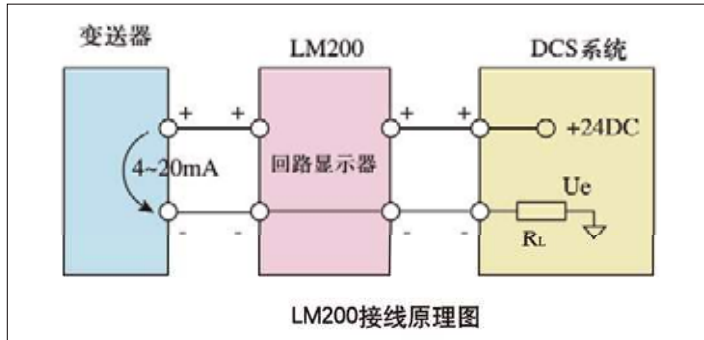 变送器
LM200
DCS系统
+ + + +
+24DC
4~20mA
回路显示器
Ue
RL
- - - -
LM200接线原理图